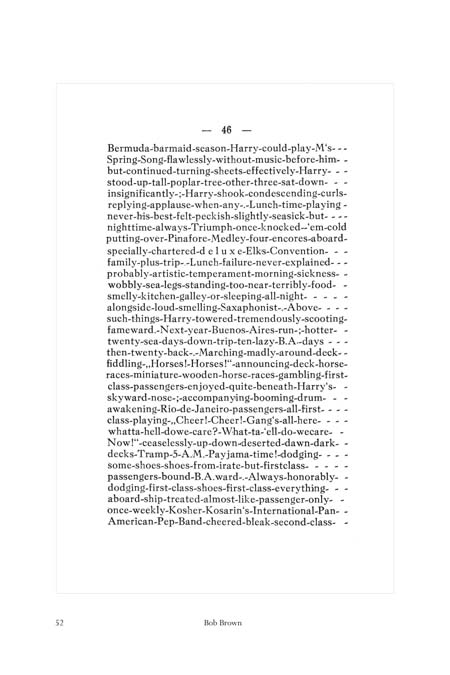 — 46 —
Bermuda-barmaid-season-Harry-could-play-M's- - -
Spring-Song-flawlessly-without-music-before-him- -
but-continued-turning-sheets-effectively-Harry- - -
stood-up-tall-poplar-tree-other-three-sat-down- - -
insignificantly-;-Harry-shook-condescending-curls-
replying-applause-when-any-.-Lunch-time-playing -
never-his-best-felt-peckish-slightly-seasick-but- - - -
nighttime-always-Triumph-once-knocked--'em-cold
putting-over-Pinafore-Medley-four-encores-aboard-
specially-chartered-d e l u x e-Elks-Convention- - -
family-plus-trip-.-Lunch-failure-never-explained- - -
probably-artistic-temperament-morning-sickness- -
wobbly-sea-legs-standing-too-near-terribly-food- -
smelly-kitchen-galley-or-sleeping-all-night- - - - -
alongside-loud-smelling-Saxaphonist-.-Above- - - -
such-things-Harry-towered-tremendously-scooting-
fameward.-Next-year-Buenos-Aires-run-;-hotter- -
twenty-sea-days-down-trip-ten-lazy-B.A.-days - - -
then-twenty-back-.-Marching-madly-around-deck- -
fiddling-„Horses!-Horses!"-announcing-deck-horse-
races-miniature-wooden-horse-races-gambling-first-
class-passengers-enjoyed-quite-beneath-Harry's- -
skyward-nose-;-accompanying-booming-drum- - -
awakening-Rio-de-Janeiro-passengers-all-first- - - -
class-playing-„Cheer!-Cheer!-Gang's-all-here- - - -
whatta-hell-dowe-care?-What-ta-'ell-do-wecare- -
Now!"-ceaselessly-up-down-deserted-dawn-dark- -
decks-Tramp-5-A.M.-Payjama-time!-dodging- - - -
some-shoes-shoes-from-irate-but-firstclass- - - - -
passengers-bound-B.A.ward-.-Always-honorably- -
dodging-first-class-shoes-first-class-everything- - -
aboard-ship-treated-almost-like-passenger-only- -
once-weekly-Kosher-Kosarin's-International-Pan- -
American-Pep-Band-cheered-bleak-second-class- -
52 Bob Brown